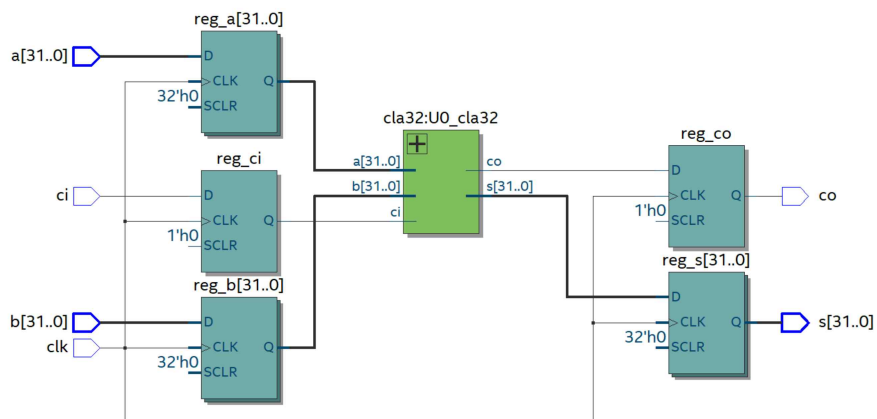 reg_a[31..0]
a[31..0]
D
CLK
Q
32'h0
SCLR
cla32:U0_cla32
a[31..0]
co
b[31..0]
s[31..0]
ci
reg_ci
ci
D
CLK
Q
1'h0
SCLR
reg_co
D
CLK
Q
co
1'h0
SCLR
reg_b[31..0]
b[31..0]
D
clk
CLK
Q
32'h0
SCLR
reg_s[31..0]
D
CLK
Q
s[31..0]
32'h0
SCLR